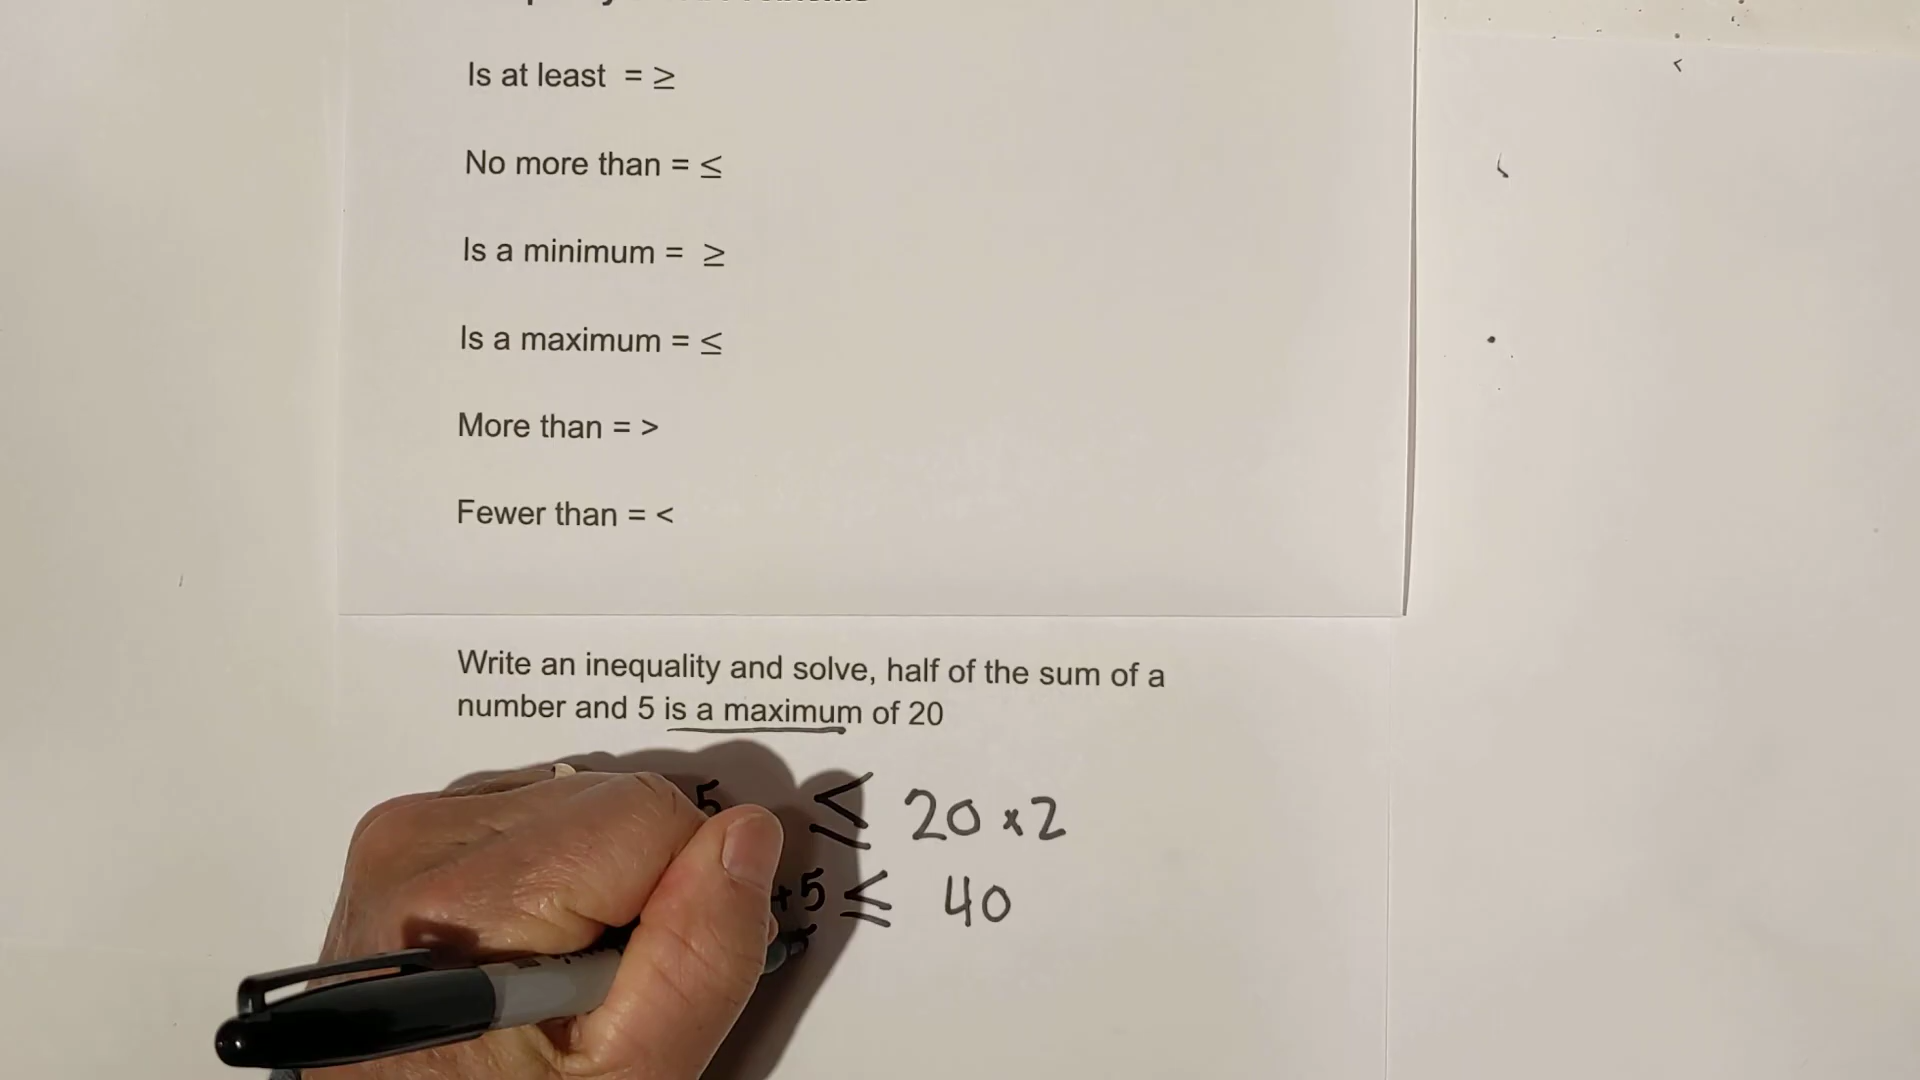 Is at least = ≥
No more than = ≤
Is a minimum = ≥
Is a maximum = ≤
More than = >
Fewer than = <
Write an inequality and solve, half of the sum of a
number and 5 is a maximum of 20
5 ≤ 20 x 2
+5 ≤ 40